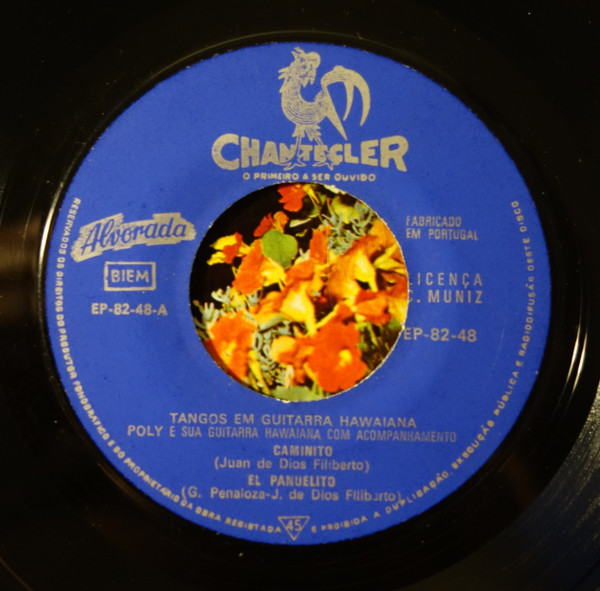 CHANTECLER
O PRIMEIRO A SER OUVIDO
Alvorada
BIEM
EP-82-48-A
FABRICADO
EM PORTUGAL
LICENÇA
C. MUNIZ
EP-82-48
TANGOS EM GUITARRA HAWAIANA
POLY E SUA GUITARRA HAWAIANA COM ACOMPANHAMENTO
CAMINITO
(Juan de Dios Filiberto)
EL PANUELITO
(G. Penaloza-J. de Dios Filiberto)
45
RESERVADOS OS DIREITOS DO PRODUTOR FONOGRAFICO E DO PROPRIETARIO DA OBRA REGISTADA E PROIBIDA A DUPLICAÇÃO, EXECUÇÃO PÚBLICA E RADIODIFUSÃO DESTE DISCO